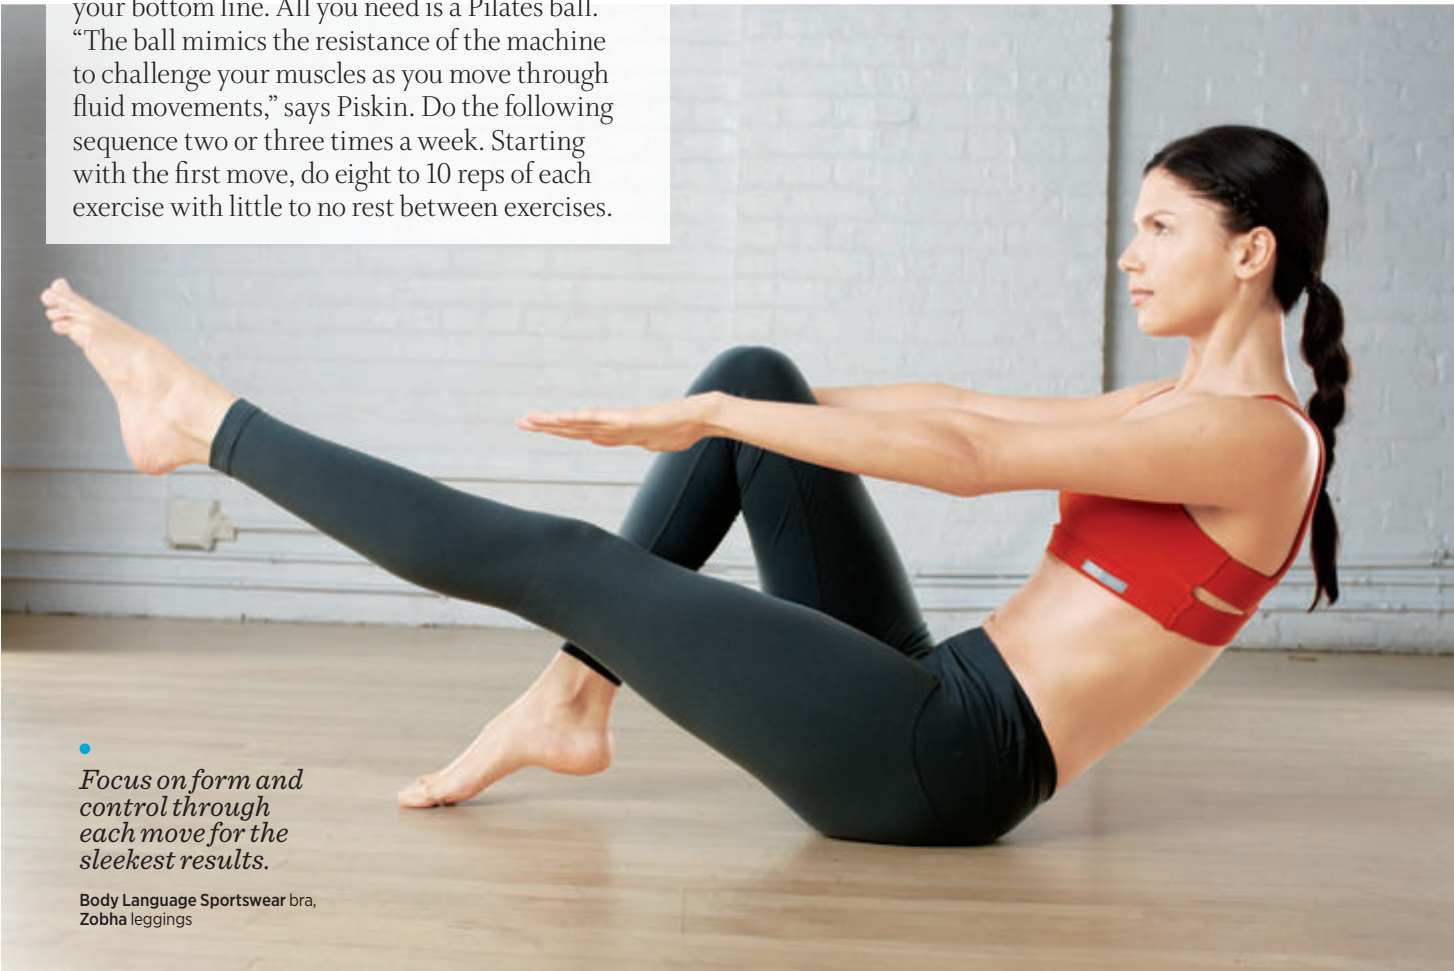 your bottom line. All you need is a Pilates ball.
“The ball mimics the resistance of the machine
to challenge your muscles as you move through
fluid movements,” says Piskin. Do the following
sequence two or three times a week. Starting
with the first move, do eight to 10 reps of each
exercise with little to no rest between exercises.
Focus on form and
control through
each move for the
sleekest results.
Body Language Sportswear bra,
Zobha leggings